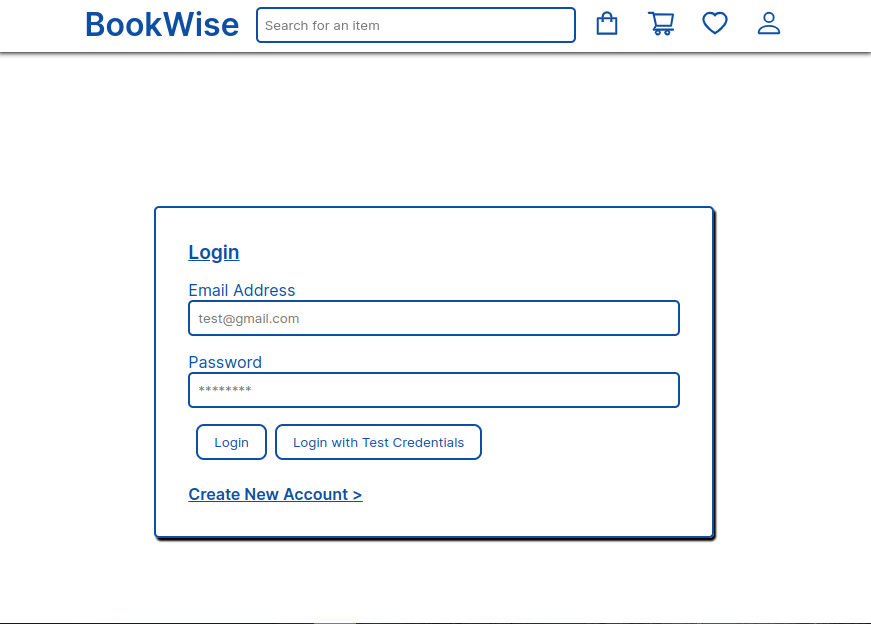 BookWise
Search for an item
Login
Email Address
test@gmail.com
Password
********
Login
Login with Test Credentials
Create New Account >